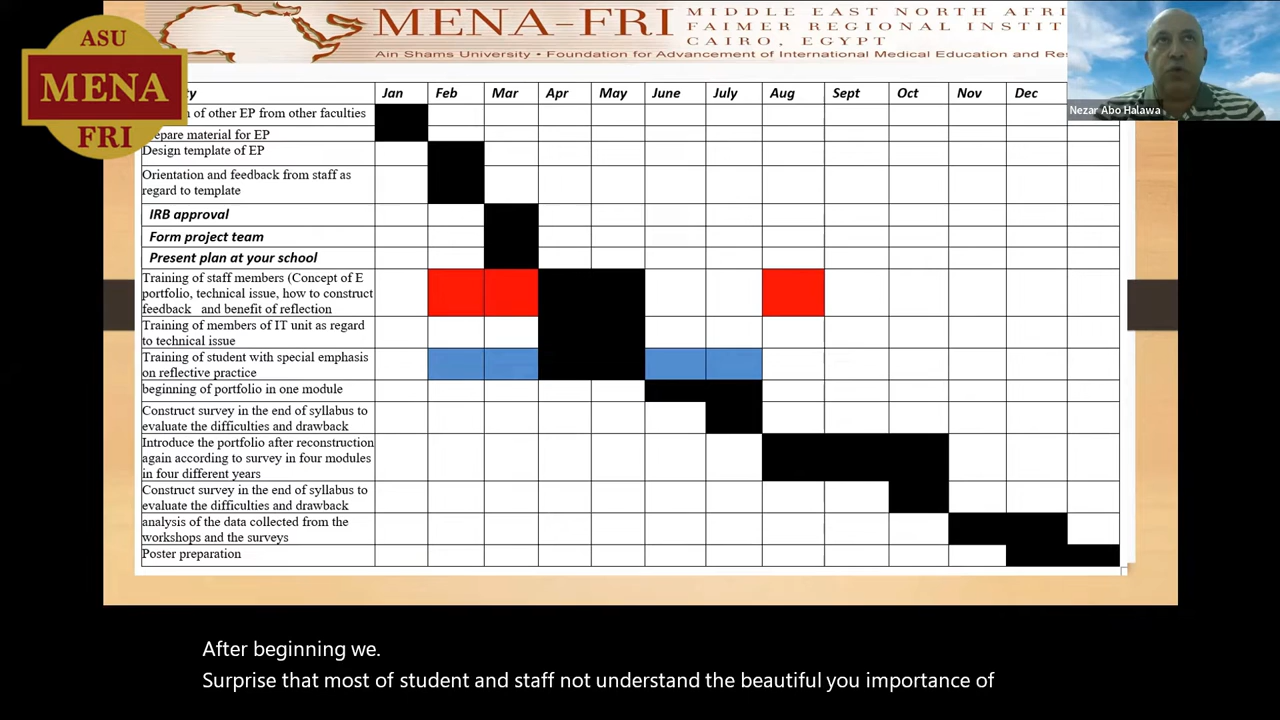 ASU
MENA
FRI
MENA-FRI
MIDDLE EAST NORTH AFRI
FAIMER REGIONAL INSTIT
CAIRO, EGYPT
Ain Shams University • Foundation for Advancement of International Medical Education and Res
Nezar Abo Halawa
Jan Feb Mar Apr May June July Aug Sept Oct Nov Dec
of other EP from other faculties
epare material for EP
Design template of EP
Orientation and feedback from staff as
regard to template
IRB approval
Form project team
Present plan at your school
Training of staff members (Concept of E
portfolio, technical issue, how to construct
feedback and benefit of reflection
Training of members of IT unit as regard
to technical issue
Training of student with special emphasis
on reflective practice
beginning of portfolio in one module
Construct survey in the end of syllabus to
evaluate the difficulties and drawback
Introduce the portfolio after reconstruction
again according to survey in four modules
in four different years
Construct survey in the end of syllabus to
evaluate the difficulties and drawback
analysis of the data collected from the
workshops and the surveys
Poster preparation
After beginning we.
Surprise that most of student and staff not understand the beautiful you importance of